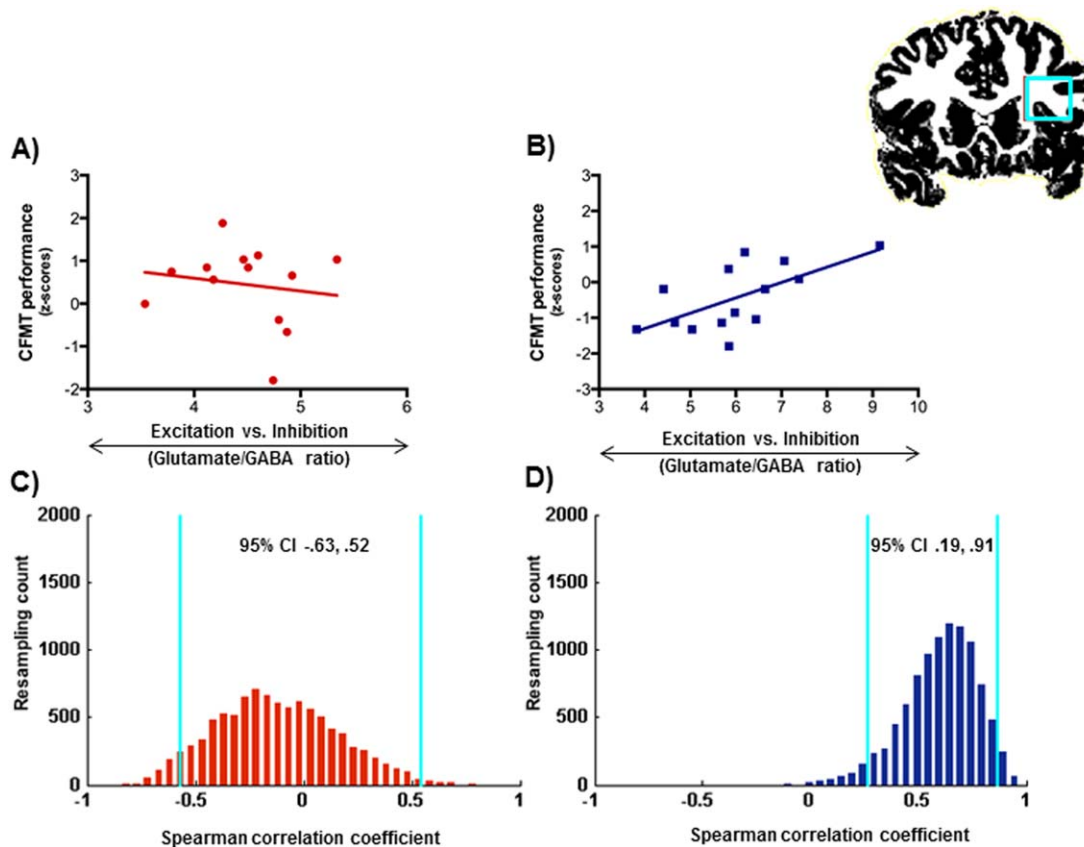 A)
3
2
1
0
-1
-2
CFMT performance
(z-scores)
3
4
5
6
Excitation vs. Inhibition
(Glutamate/GABA ratio)
B)
3
2
1
0
-1
-2
-3
CFMT performance
(z-scores)
3
4
5
6
7
8
9
10
Excitation vs. Inhibition
(Glutamate/GABA ratio)
C)
2000
1500
1000
500
0
Resampling count
95% CI -.63, .52
-1
-0.5
0
0.5
1
Spearman correlation coefficient
D)
2000
1500
1000
500
0
Resampling count
95% CI .19, .91
-1
-0.5
0
0.5
1
Spearman correlation coefficient